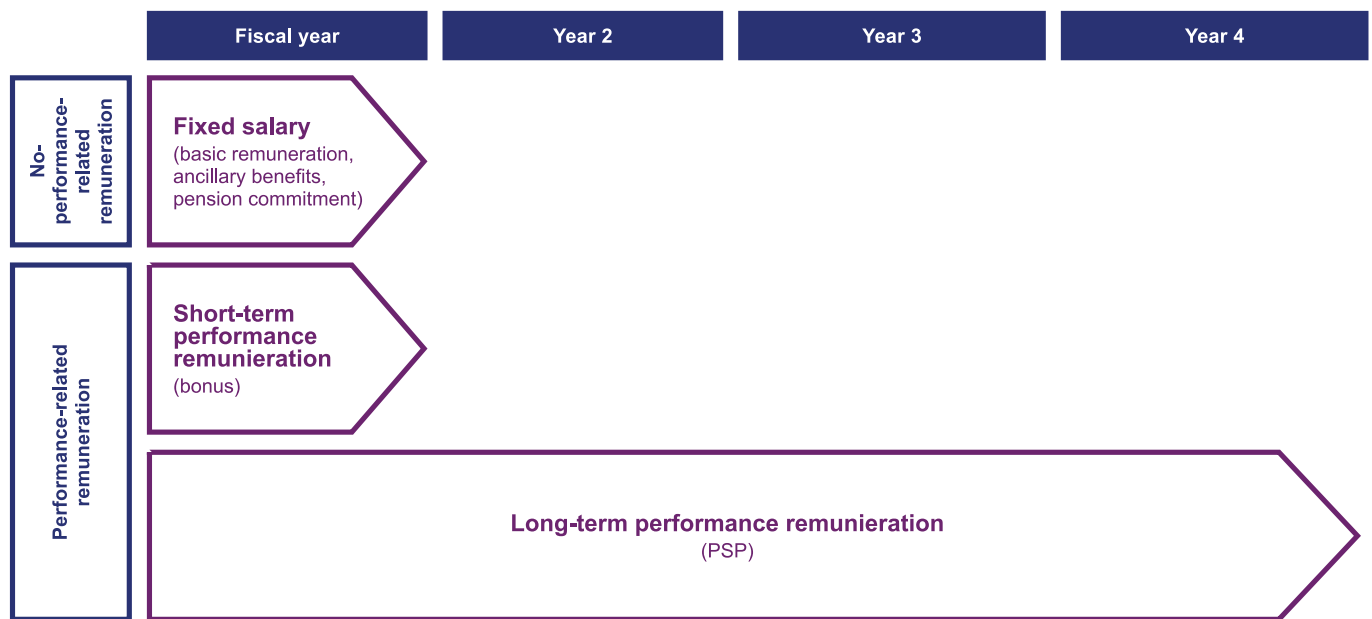 Fiscal year
Year 2
Year 3
Year 4
No-
performance-
related
remuneration
Fixed salary
(basic remuneration,
ancillary benefits,
pension commitment)
Performance-related
remuneration
Short-term
performance
remunieration
(bonus)
Long-term performance remunieration
(PSP)